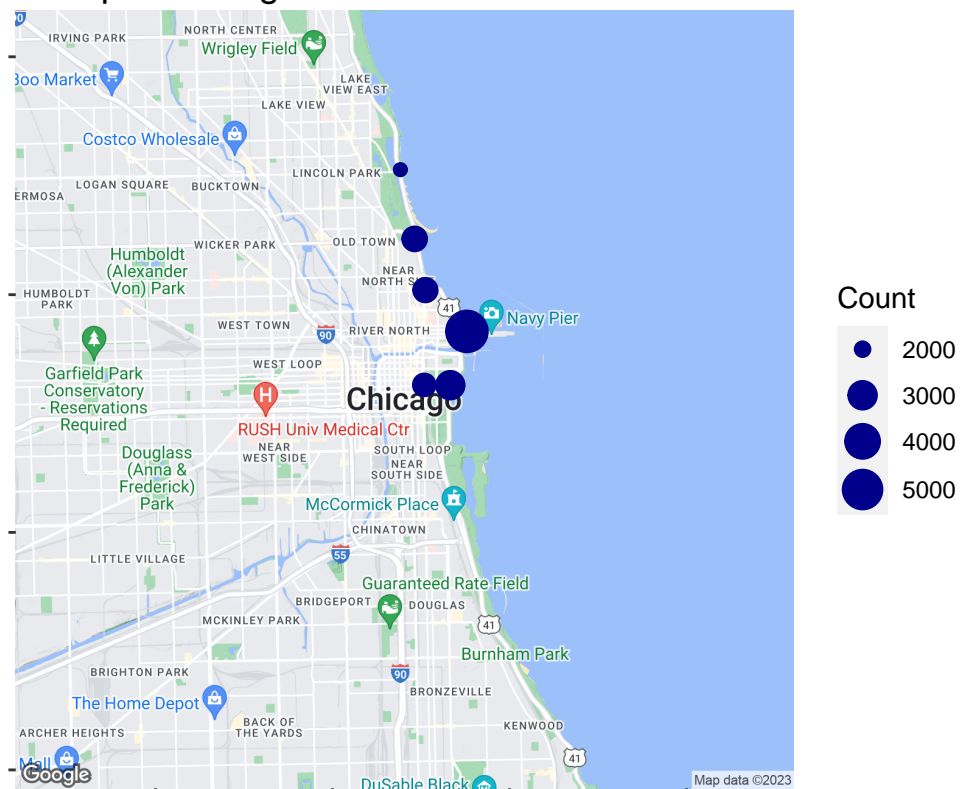 90
IRVING PARK
NORTH CENTER
Wrigley Field
Boo Market
LAKE
VIEW EAST
LAKE VIEW
Costco Wholesale
LINCOLN PARK
LOGAN SQUARE
BUCKTOWN
ERMOSA
WICKER PARK
OLD TOWN
Humboldt
(Alexander
Von) Park
NEAR
NORTH SIDE
HUMBOLDT
PARK
41
Navy Pier
WEST TOWN
90
RIVER NORTH
WEST LOOP
Garfield Park
Conservatory
- Reservations
Required
Chicago
RUSH Univ Medical Ctr
NEAR
WEST SIDE
SOUTH LOOP
NEAR
SOUTH SIDE
Douglass
(Anna &
Frederick)
Park
McCormick Place
CHINATOWN
LITTLE VILLAGE
55
Guaranteed Rate Field
BRIDGEPORT
DOUGLAS
MCKINLEY PARK
41
Burnham Park
BRIGHTON PARK
90
BRONZEVILLE
The Home Depot
BACK OF
THE YARDS
KENWOOD
ARCHER HEIGHTS
41
Mall
Google
DuSable Black
Map data ©2023
Count
2000
3000
4000
5000